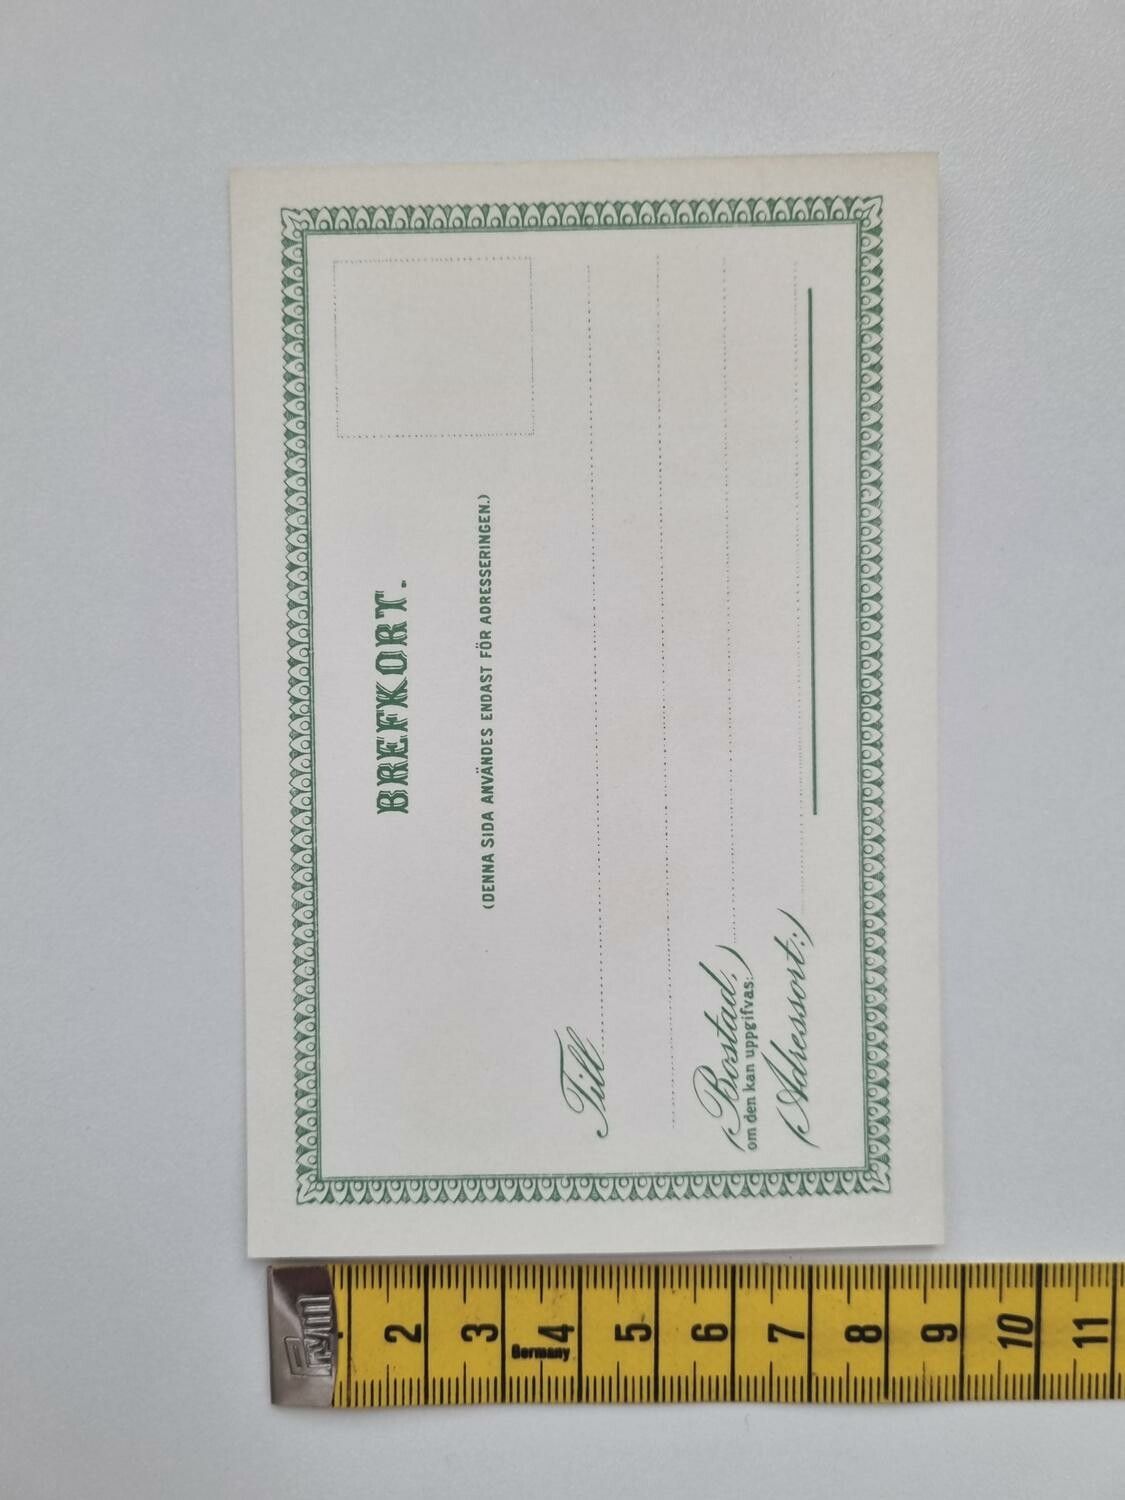 BREFKORT.
(DENNA SIDA ANVÄNDES ENDAST FÖR ADRESSERINGEN.)
Till
(Bostad,)
om den kan uppgifvas:
(Adressort:)
Prym
2 3 4 5 6 7 8 9 10 11
Germany